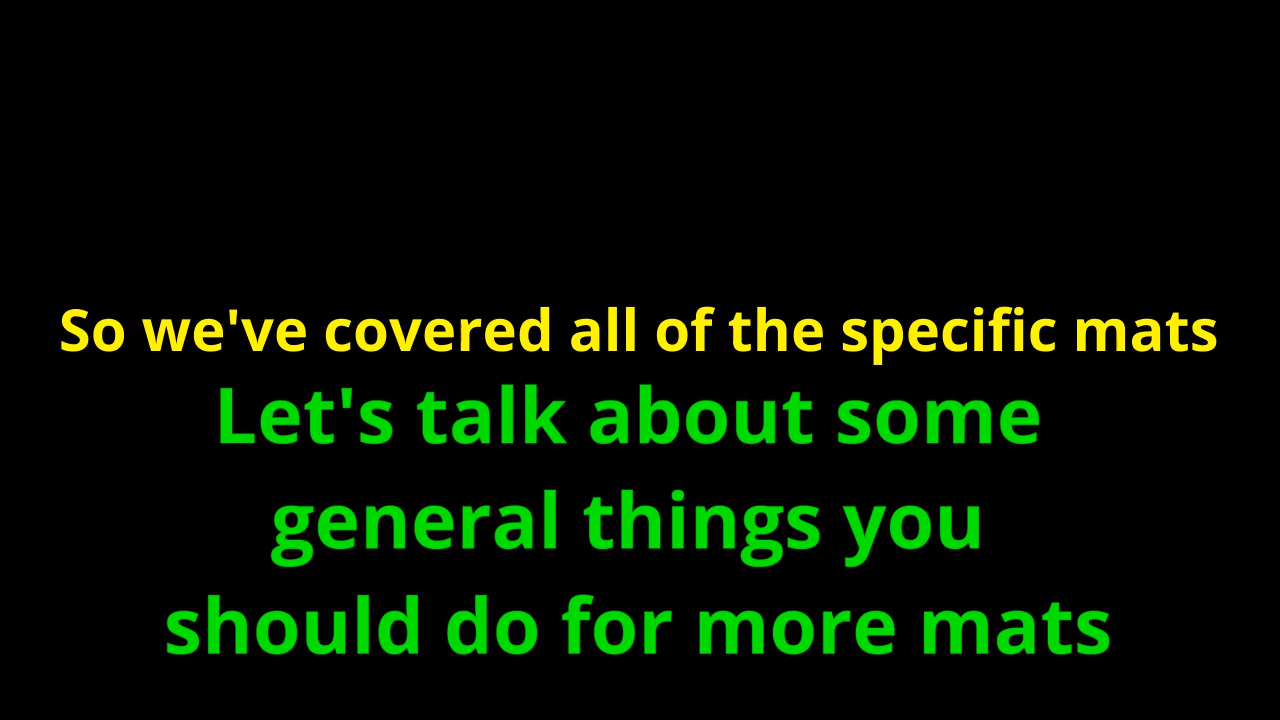 So we've covered all of the specific mats
Let's talk about some
general things you
should do for more mats